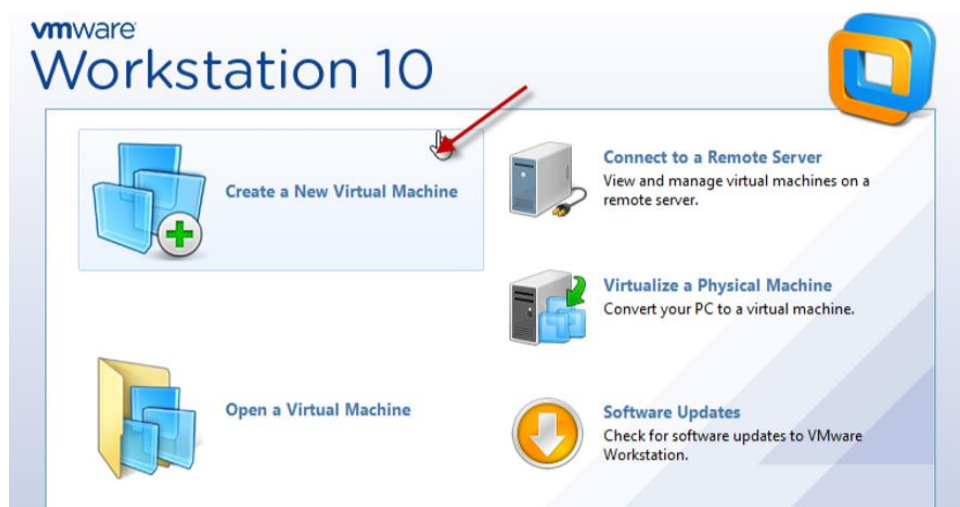 vmware
Workstation 10
Create a New Virtual Machine
Connect to a Remote Server
View and manage virtual machines on a
remote server.
Virtualize a Physical Machine
Convert your PC to a virtual machine.
Open a Virtual Machine
Software Updates
Check for software updates to VMware
Workstation.